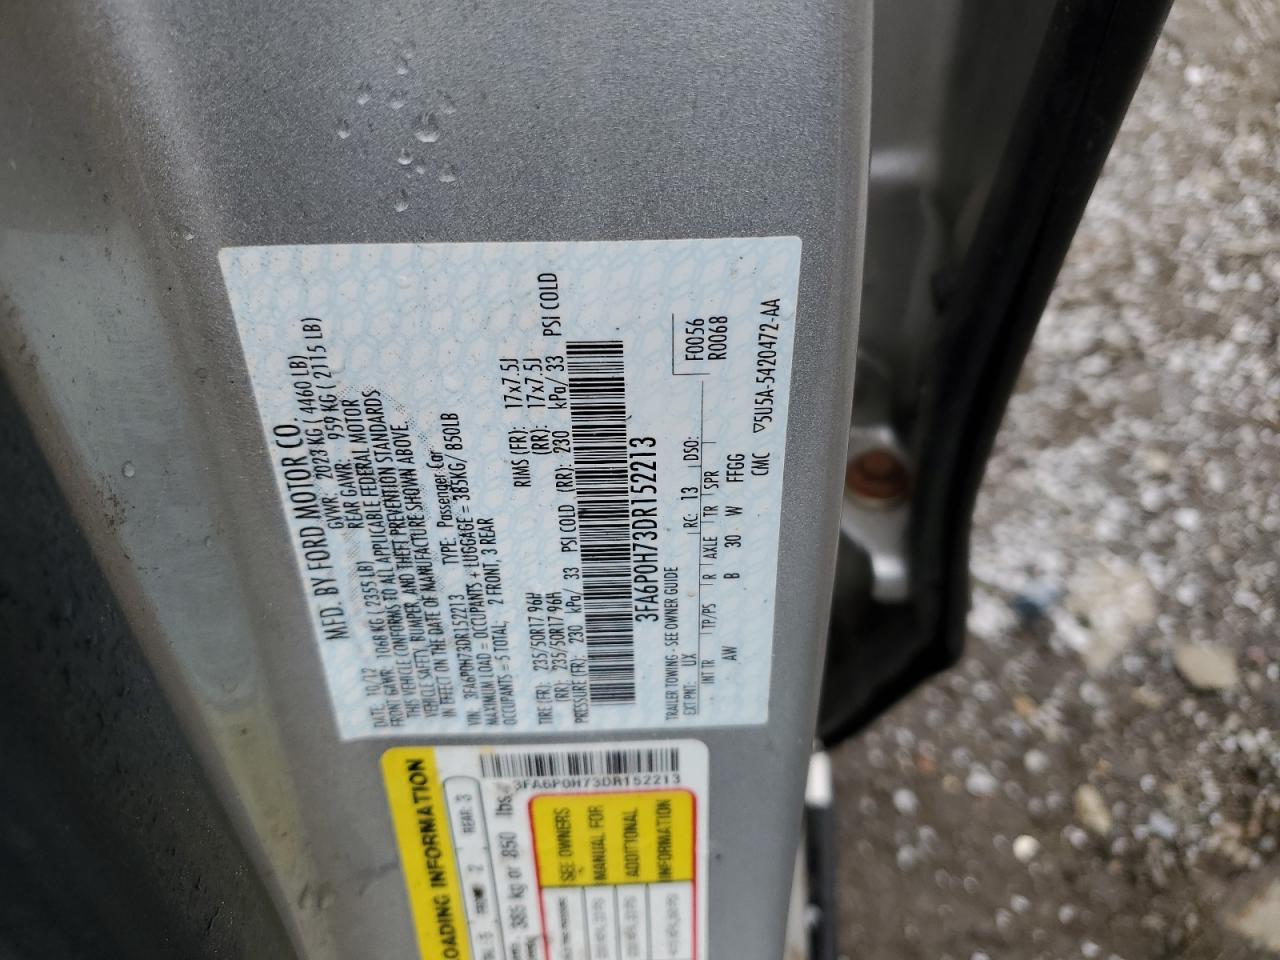 MFD. BY FORD MOTOR CO.
DATE: 10/12 GVWR: 2023 KG ( 4460 LB)
FRONT GAWR: 1068 KG ( 2355 LB) REAR GAWR: 959 KG ( 2115 LB)
THIS VEHICLE CONFORMS TO ALL APPLICABLE FEDERAL MOTOR
VEHICLE SAFETY, BUMPER, AND THEFT PREVENTION STANDARDS
IN EFFECT ON THE DATE OF MANUFACTURE SHOWN ABOVE.
VIN: 3FA6P0H73DR152213 TYPE: Passenger Car
MAXIMUM LOAD = OCCUPANTS + LUGGAGE = 385KG/ 850LB
OCCUPANTS = 5 TOTAL; 2 FRONT, 3 REAR
TIRE (FR): 235/50R17 96H RIMS (FR): 17x7.5J
(RR): 235/50R17 96H (RR): 17x7.5J
PRESSURE (FR): 230 kPa/ 33 PSI COLD (RR): 230 kPa/ 33 PSI COLD
3FA6P0H73DR152213
TRAILER TOWING - SEE OWNER GUIDE
EXT PNT: UX RC: 13 DSO: F0056
R0068
INT TR TP/PS R AXLE TR SPR
AW B 30 W FFGG
CMC ▽5U5A-5420472-AA
LOADING INFORMATION
2 REAR: 3
385 kg or 850 lbs.
3FA6P0H73DR152213
SEE OWNERS
MANUAL FOR
ADDITIONAL
INFORMATION